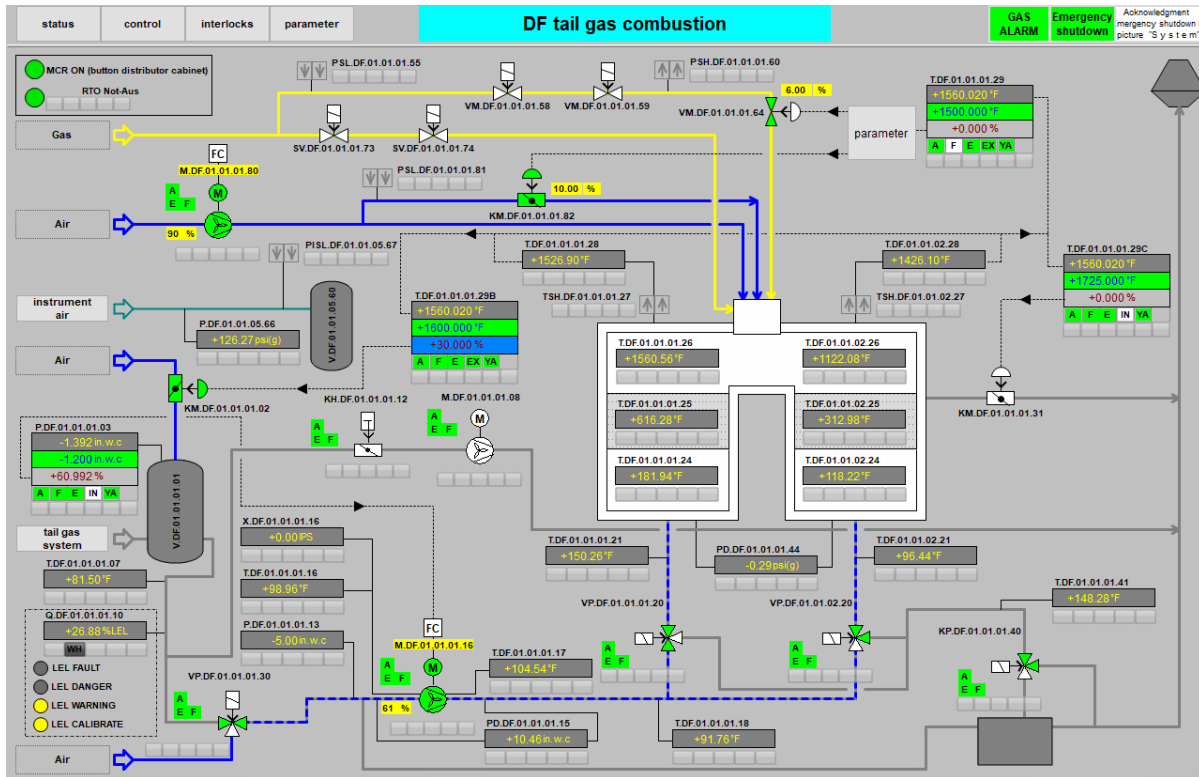 status
control
interlocks
parameter
DF tail gas combustion
GAS
ALARM
Emergency
shutdown
Acknowledgment
mergency shutdown
picture "S y s t e m"
MCR ON (button distributor cabinet)
RTO Not-Aus
PSL.DF.01.01.01.55
PSH.DF.01.01.01.60
VM.DF.01.01.01.58
VM.DF.01.01.01.59
6.00 %
VM.DF.01.01.01.64
T.DF.01.01.01.29
+1560.020 °F
+1500.000 °F
+0.000 %
A F E EX YA
parameter
Gas
SV.DF.01.01.01.73
SV.DF.01.01.01.74
FC
M.DF.01.01.01.80
M
A
E F
PSL.DF.01.01.01.81
10.00 %
KM.DF.01.01.01.82
Air
90 %
PISL.DF.01.01.05.67
T.DF.01.01.01.28
+1526.90 °F
T.DF.01.01.02.28
+1426.10 °F
T.DF.01.01.01.29C
+1560.020 °F
+1725.000 °F
+0.000 %
A F E IN YA
instrument
air
V.DF.01.01.05.60
P.DF.01.01.05.66
+126.27 psi(g)
T.DF.01.01.01.29B
+1560.020 °F
+1600.000 °F
+30.000 %
A F E EX YA
TSH.DF.01.01.01.27
TSH.DF.01.01.02.27
Air
KM.DF.01.01.01.02
KH.DF.01.01.01.12
T
A
E F
M.DF.01.01.01.08
M
A
E F
T.DF.01.01.01.26
+1560.56 °F
T.DF.01.01.02.26
+1122.08 °F
T.DF.01.01.01.25
+616.28 °F
T.DF.01.01.02.25
+312.98 °F
T.DF.01.01.01.24
+181.94 °F
T.DF.01.01.02.24
+118.22 °F
KM.DF.01.01.01.31
P.DF.01.01.01.03
-1.392 in.w.c
-1.200 in.w.c
+60.992 %
A F E IN YA
V.DF.01.01.01.01
tail gas
system
T.DF.01.01.01.07
+81.50 °F
X.DF.01.01.01.16
+0.00 IPS
T.DF.01.01.01.16
+98.96 °F
P.DF.01.01.01.13
-5.00 in.w.c
T.DF.01.01.01.21
+150.26 °F
PD.DF.01.01.01.44
-0.29 psi(g)
T.DF.01.01.02.21
+96.44 °F
T.DF.01.01.01.41
+148.28 °F
VP.DF.01.01.01.20
A
E F
VP.DF.01.01.02.20
A
E F
KP.DF.01.01.01.40
A
E F
Q.DF.01.01.01.10
+26.88 %LEL
WH
LEL FAULT
LEL DANGER
LEL WARNING
LEL CALIBRATE
VP.DF.01.01.01.30
A
E F
FC
M.DF.01.01.01.16
M
A
E F
61 %
T.DF.01.01.01.17
+104.54 °F
PD.DF.01.01.01.15
+10.46 in.w.c
T.DF.01.01.01.18
+91.76 °F
Air